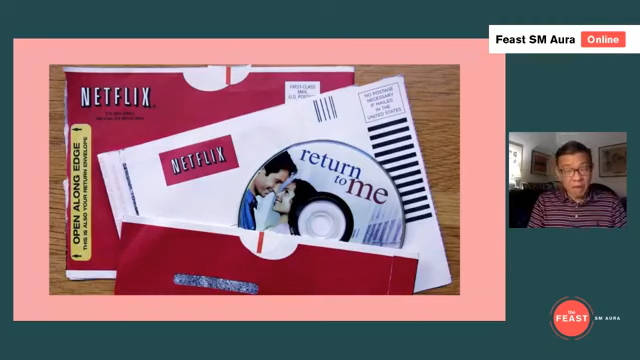 Feast SM Aura Online
NETFLIX
OPEN ALONG EDGE
THIS IS ALSO YOUR RETURN ENVELOPE
FIRST-CLASS
MAIL
NO POSTAGE
NECESSARY
IF MAILED
IN THE
UNITED STATES
NETFLIX
return
to me
the
FEAST
SM AURA